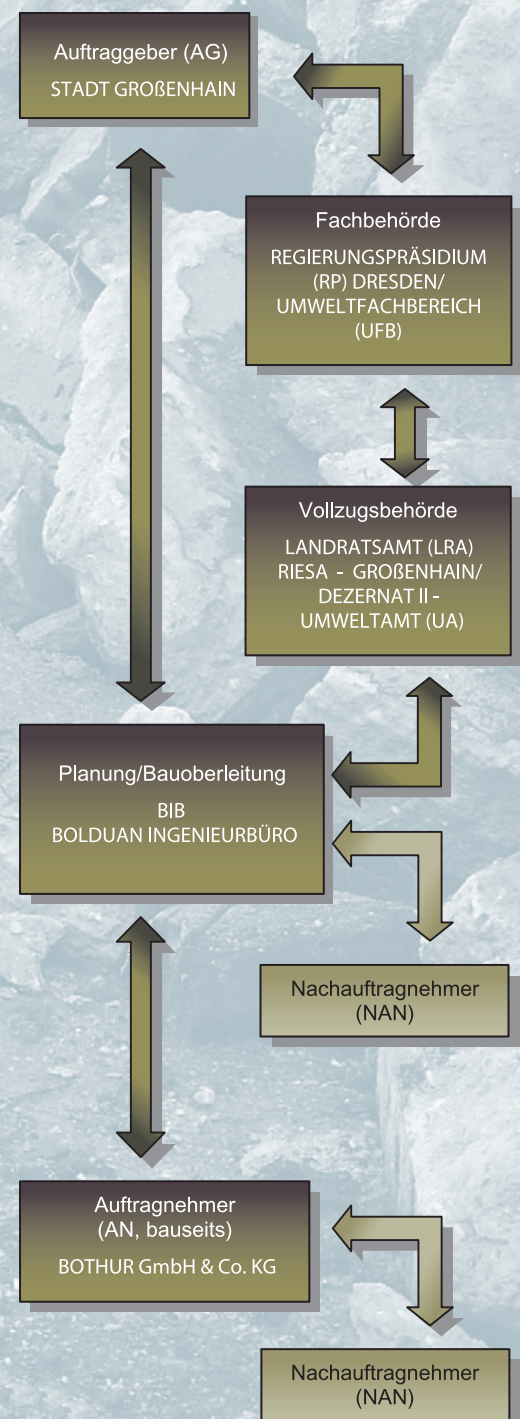 Auftraggeber (AG)
STADT GROßENHAIN
Fachbehörde
REGIERUNGSPRÄSIDIUM
(RP) DRESDEN/
UMWELTFACHBEREICH
(UFB)
Vollzugsbehörde
LANDRATSAMT (LRA)
RIESA - GROßENHAIN/
DEZERNAT II -
UMWELTAMT (UA)
Planung/Bauoberleitung
BIB
BOLDUAN INGENIEURBÜRO
Nachauftragnehmer
(NAN)
Auftragnehmer
(AN, bauseits)
BOTHUR GmbH & Co. KG
Nachauftragnehmer
(NAN)